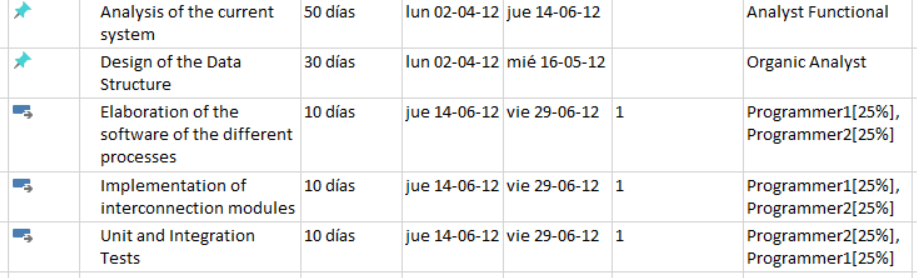 Analysis of the current system 50 días lun 02-04-12 jue 14-06-12 Analyst Functional
Design of the Data Structure 30 días lun 02-04-12 mié 16-05-12 Organic Analyst
Elaboration of the software of the different processes 10 días jue 14-06-12 vie 29-06-12 1 Programmer1[25%], Programmer2[25%]
Implementation of interconnection modules 10 días jue 14-06-12 vie 29-06-12 1 Programmer1[25%], Programmer2[25%]
Unit and Integration Tests 10 días jue 14-06-12 vie 29-06-12 1 Programmer2[25%], Programmer1[25%]